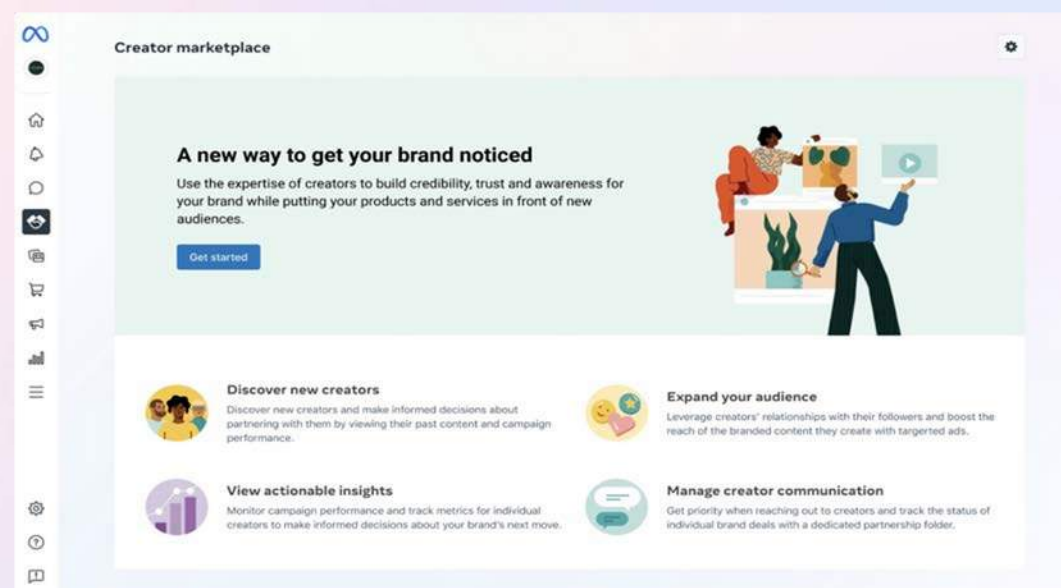 Creator marketplace
A new way to get your brand noticed
Use the expertise of creators to build credibility, trust and awareness for
your brand while putting your products and services in front of new
audiences.
Get started
Discover new creators
Discover new creators and make informed decisions about
partnering with them by viewing their past content and campaign
performance.
Expand your audience
Leverage creators' relationships with their followers and boost the
reach of the branded content they create with targerted ads.
View actionable insights
Monitor campaign performance and track metrics for individual
creators to make informed decisions about your brand's next move.
Manage creator communication
Get priority when reaching out to creators and track the status of
individual brand deals with a dedicated partnership folder.